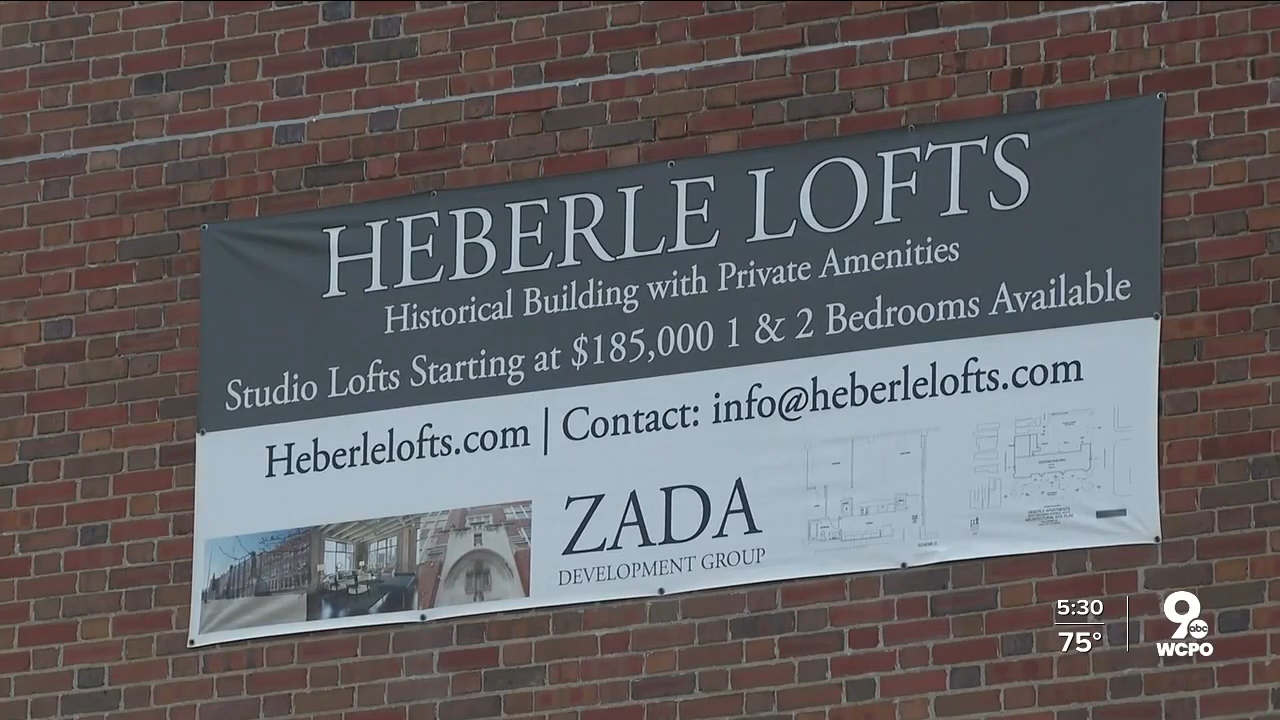 HEBERLE LOFTS
Historical Building with Private Amenities
Studio Lofts Starting at $185,000 1 & 2 Bedrooms Available
Heberlelofts.com | Contact: info@heberlelofts.com
ZADA
DEVELOPMENT GROUP
5:30
75°
9
abc
WCPO